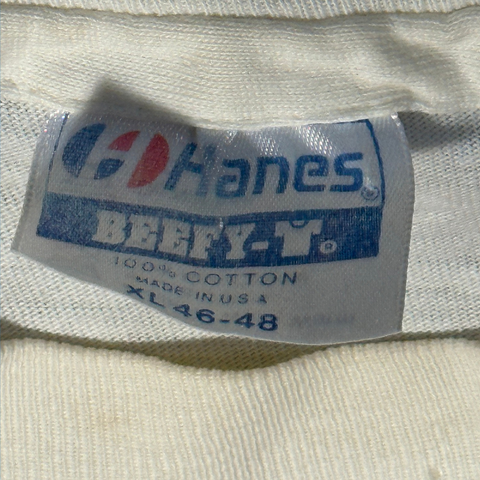 Hanes®
BEEFY-T®
100% COTTON
MADE IN U S A
XL 46-48